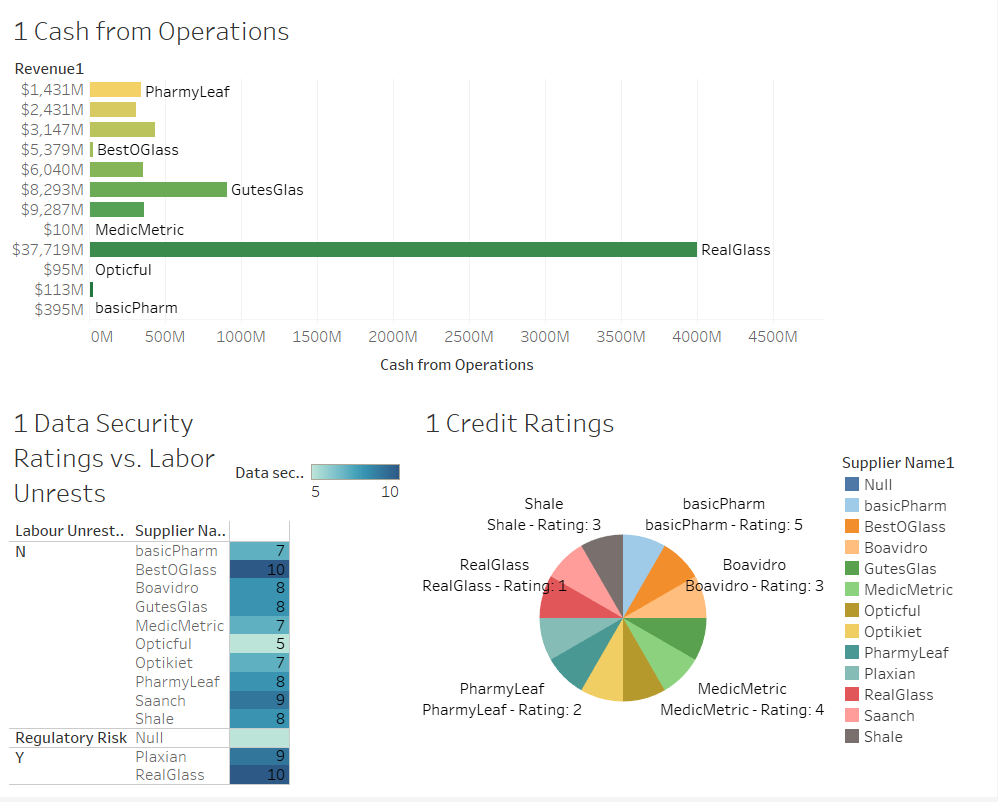 1 Cash from Operations
Revenue1
$1,431M PharmyLeaf
$2,431M
$3,147M
$5,379M BestOGlass
$6,040M
$8,293M GutesGlas
$9,287M
$10M MedicMetric
$37,719M RealGlass
$95M Opticful
$113M
$395M basicPharm
0M 500M 1000M 1500M 2000M 2500M 3000M 3500M 4000M 4500M
Cash from Operations
1 Data Security
Ratings vs. Labor
Unrests
Data sec..
5 10
Labour Unrest.. Supplier Na..
N basicPharm 7
BestOGlass 10
Boavidro 8
GutesGlas 8
MedicMetric 7
Opticful 5
Optikiet 7
PharmyLeaf 8
Saanch 9
Shale 8
Regulatory Risk Null
Y Plaxian 9
RealGlass 10
1 Credit Ratings
Shale
Shale - Rating: 3
basicPharm
basicPharm - Rating: 5
RealGlass
RealGlass - Rating: 1
Boavidro
Boavidro - Rating: 3
PharmyLeaf
PharmyLeaf - Rating: 2
MedicMetric
MedicMetric - Rating: 4
Supplier Name1
Null
basicPharm
BestOGlass
Boavidro
GutesGlas
MedicMetric
Opticful
Optikiet
PharmyLeaf
Plaxian
RealGlass
Saanch
Shale